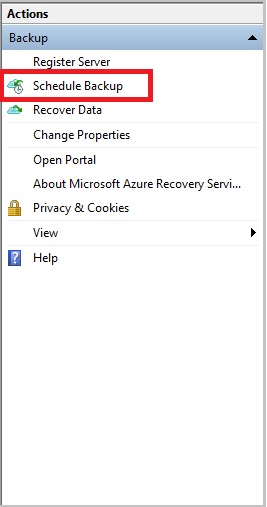 Actions
Backup
Register Server
Schedule Backup
Recover Data
Change Properties
Open Portal
About Microsoft Azure Recovery Servi...
Privacy & Cookies
View
Help